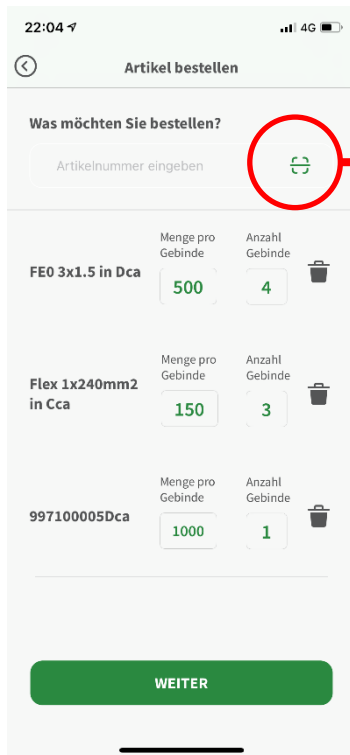 22:04 4G
Artikel bestellen
Was möchten Sie bestellen?
Artikelnummer eingeben
Menge pro Anzahl
Gebinde Gebinde
FE0 3x1.5 in Dca 500 4
Menge pro Anzahl
Gebinde Gebinde
Flex 1x240mm2
in Cca 150 3
Menge pro Anzahl
Gebinde Gebinde
997100005Dca 1000 1
WEITER